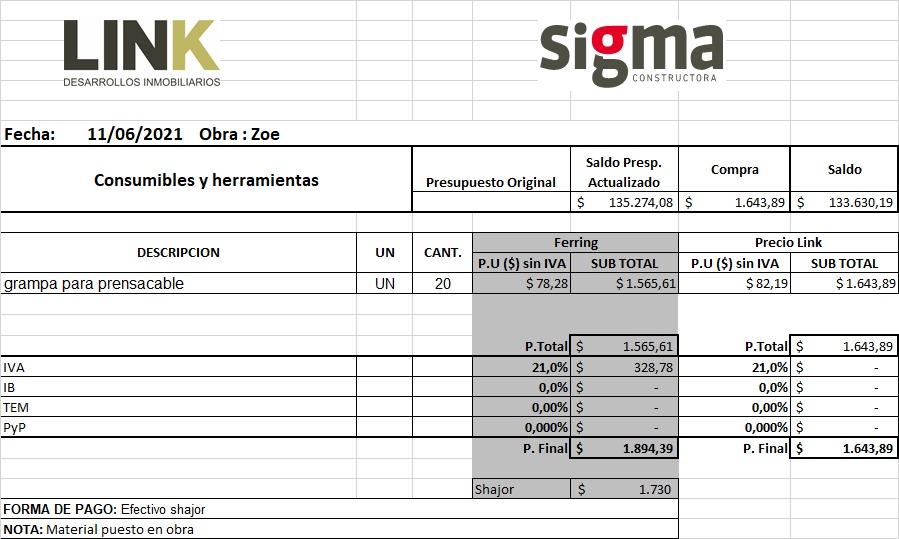 LINK
DESARROLLOS INMOBILIARIOS
sigma
CONSTRUCTORA
Fecha: 11/06/2021 Obra : Zoe
Consumibles y herramientas
Presupuesto Original
Saldo Presp. Actualizado
Compra
Saldo
$ 135.274,08 $ 1.643,89 $ 133.630,19
Ferring Precio Link
DESCRIPCION UN CANT. P.U ($) sin IVA SUB TOTAL P.U ($) sin IVA SUB TOTAL
grampa para prensacable UN 20 $ 78,28 $ 1.565,61 $ 82,19 $ 1.643,89
P.Total $ 1.565,61 P.Total $ 1.643,89
IVA 21,0% $ 328,78 21,0% $ -
IB 0,0% $ - 0,0% $ -
TEM 0,00% $ - 0,00% $ -
PyP 0,000% $ - 0,000% $ -
P. Final $ 1.894,39 P. Final $ 1.643,89
Shajor $ 1.730
FORMA DE PAGO: Efectivo shajor
NOTA: Material puesto en obra